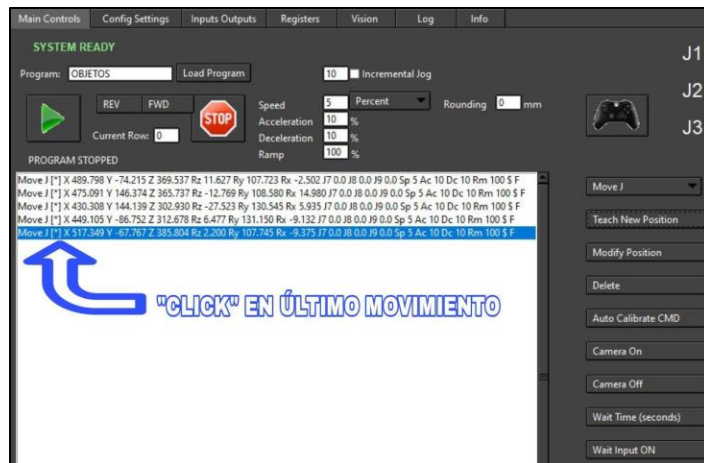 Main Controls Config Settings Inputs Outputs Registers Vision Log Info
SYSTEM READY
J1
Program: OBJETOS Load Program 10 Incremental Jog
J2
REV FWD STOP Speed 5 Percent Rounding 0 mm
Acceleration 10 %
J3
Current Row: 0 Deceleration 10 %
PROGRAM STOPPED Ramp 100 %
Move J [*] X 489.798 Y -74.215 Z 369.537 Rz 11.627 Ry 107.723 Rx -2.502 J7 0.0 J8 0.0 J9 0.0 Sp 5 Ac 10 Dc 10 Rm 100 $ F
Move J [*] X 475.091 Y 146.374 Z 365.737 Rz -12.769 Ry 108.580 Rx 14.980 J7 0.0 J8 0.0 J9 0.0 Sp 5 Ac 10 Dc 10 Rm 100 $ F
Move J [*] X 430.308 Y 144.139 Z 302.930 Rz -27.523 Ry 130.545 Rx 5.935 J7 0.0 J8 0.0 J9 0.0 Sp 5 Ac 10 Dc 10 Rm 100 $ F
Move J [*] X 449.105 Y -86.752 Z 312.678 Rz 6.477 Ry 131.150 Rx -9.132 J7 0.0 J8 0.0 J9 0.0 Sp 5 Ac 10 Dc 10 Rm 100 $ F
Move J [*] X 517.349 Y -67.767 Z 385.804 Rz 2.200 Ry 107.745 Rx -9.375 J7 0.0 J8 0.0 J9 0.0 Sp 5 Ac 10 Dc 10 Rm 100 $ F
"CLICK" EN ÚLTIMO MOVIMIENTO
Move J
Teach New Position
Modify Position
Delete
Auto Calibrate CMD
Camera On
Camera Off
Wait Time (seconds)
Wait Input ON